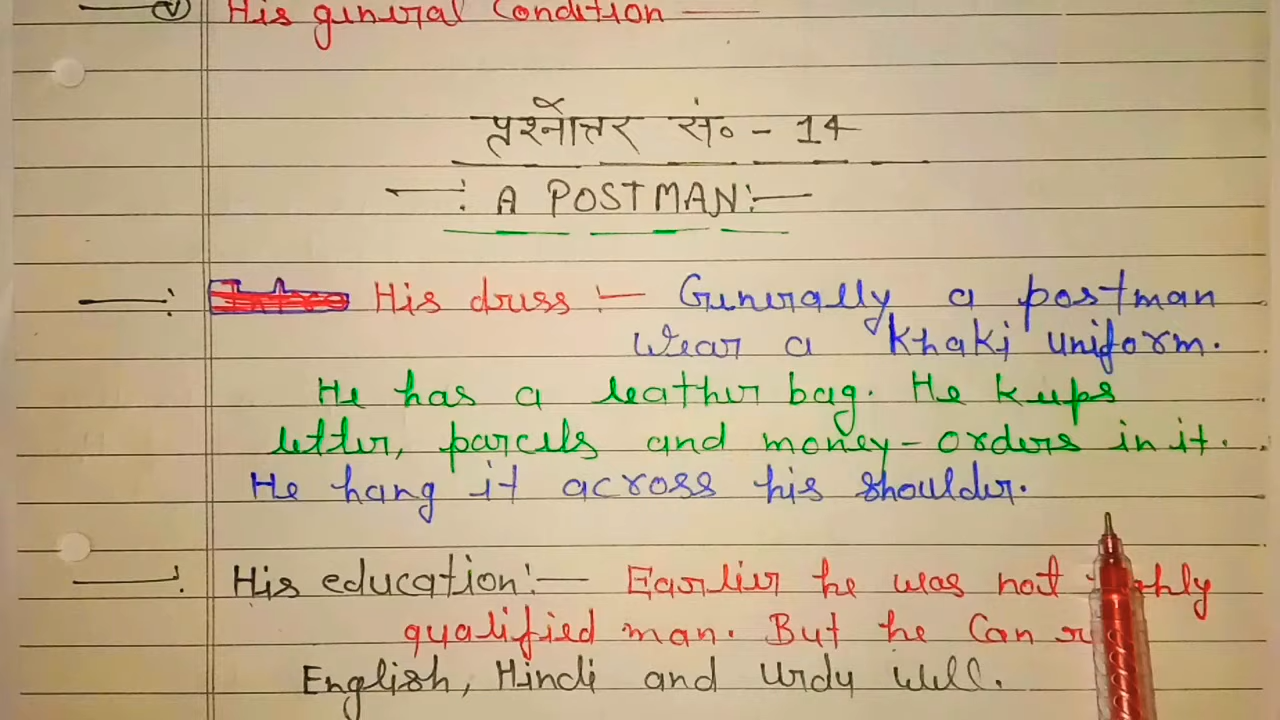 (v) His general Condition
प्रश्नोत्तर सं० - 14
A POSTMAN:-
His dress :- Generally a postman
wear a khaki uniform.
He has a leather bag. He keeps
letter, parcels and money-orders in it.
He hang it across his shoulder.
His education:- Earlier he was not
qualified man. But he Can
English, Hindi and Urdy well.